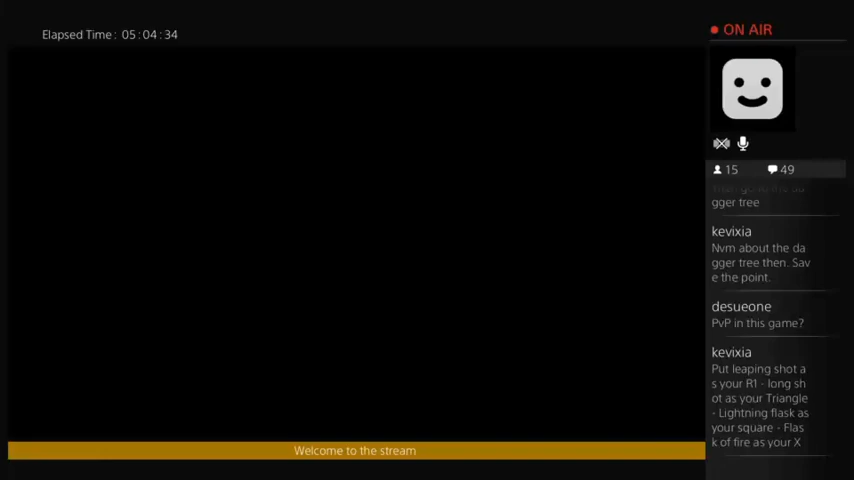 Elapsed Time: 05:04:34
ON AIR
15
49
gger tree
kevixia
Nvm about the da
gger tree then. Sav
e the point.
desueone
PvP in this game?
kevixia
Put leaping shot a
s your R1 - long sh
ot as your Triangle
- Lightning flask as
your square - Flas
k of fire as your X
Welcome to the stream